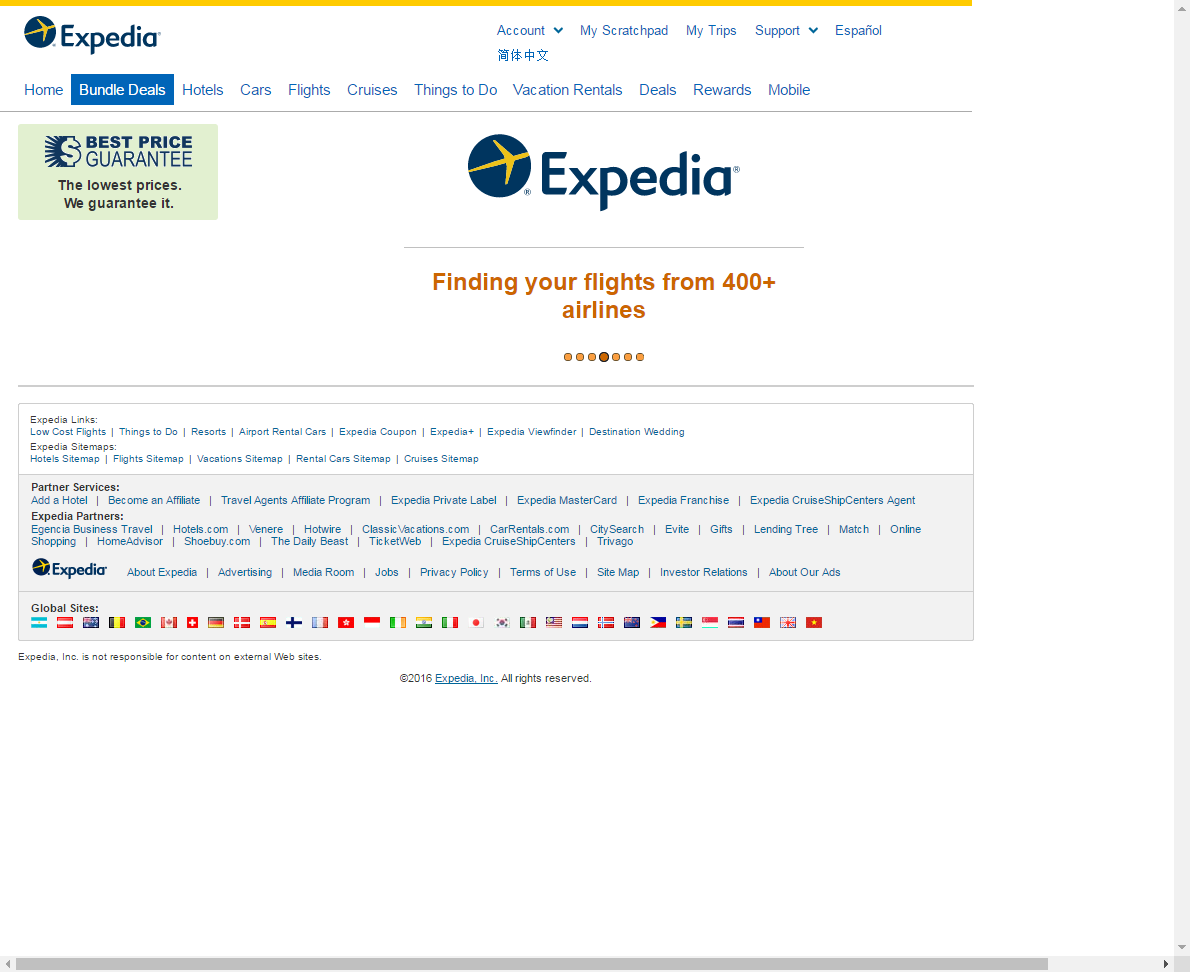 Expedia
Account My Scratchpad My Trips Support Español
简体中文
Home Bundle Deals Hotels Cars Flights Cruises Things to Do Vacation Rentals Deals Rewards Mobile
BEST PRICE
GUARANTEE
The lowest prices.
We guarantee it.
Expedia®
Finding your flights from 400+
airlines
Expedia Links:
Low Cost Flights | Things to Do | Resorts | Airport Rental Cars | Expedia Coupon | Expedia+ | Expedia Viewfinder | Destination Wedding
Expedia Sitemaps:
Hotels Sitemap | Flights Sitemap | Vacations Sitemap | Rental Cars Sitemap | Cruises Sitemap
Partner Services:
Add a Hotel | Become an Affiliate | Travel Agents Affiliate Program | Expedia Private Label | Expedia MasterCard | Expedia Franchise | Expedia CruiseShipCenters Agent
Expedia Partners:
Egencia Business Travel | Hotels.com | Venere | Hotwire | ClassicVacations.com | CarRentals.com | CitySearch | Evite | Gifts | Lending Tree | Match | Online
Shopping | HomeAdvisor | Shoebuy.com | The Daily Beast | TicketWeb | Expedia CruiseShipCenters | Trivago
Expedia About Expedia | Advertising | Media Room | Jobs | Privacy Policy | Terms of Use | Site Map | Investor Relations | About Our Ads
Global Sites:
Expedia, Inc. is not responsible for content on external Web sites.
©2016 Expedia, Inc. All rights reserved.